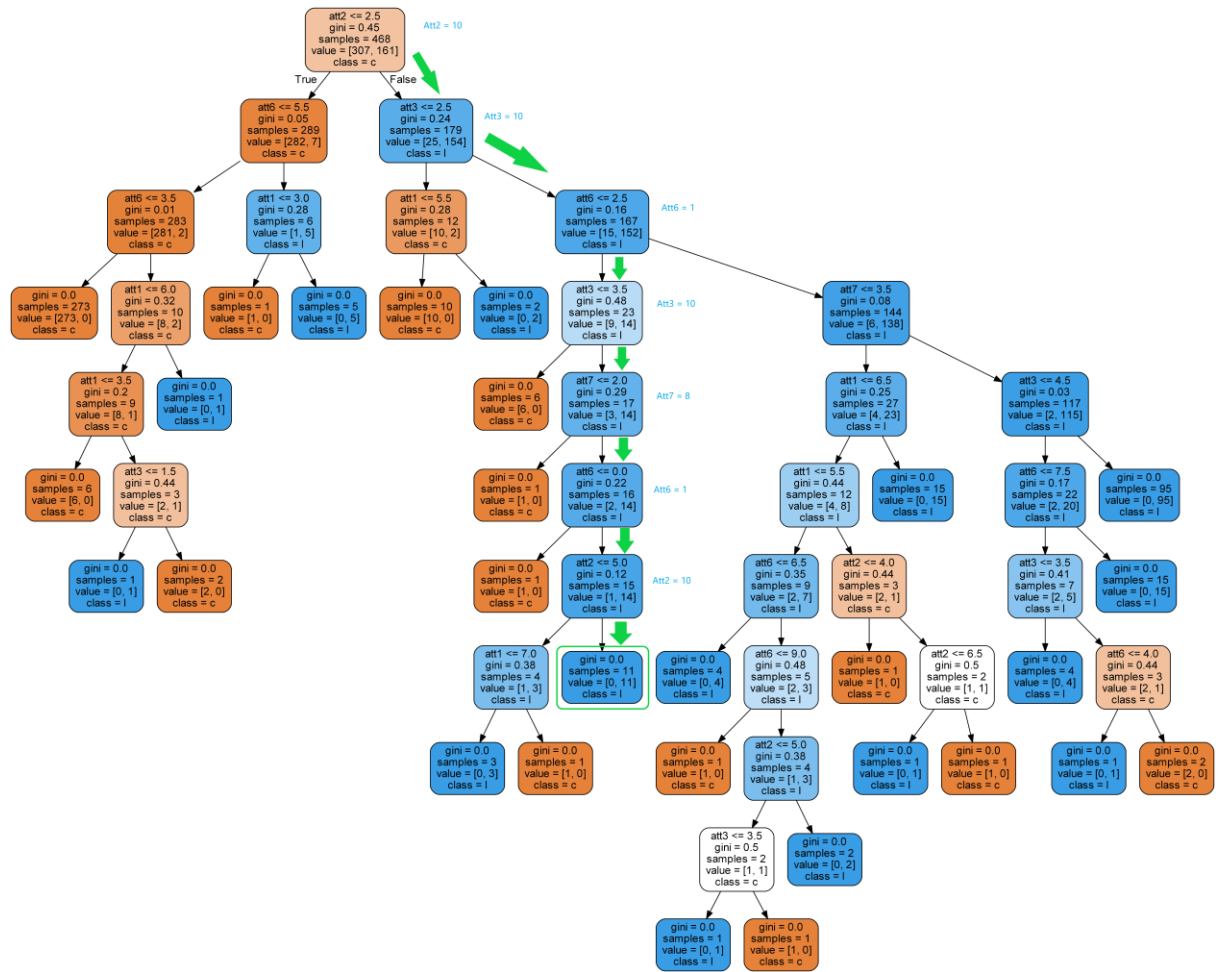 att2 <= 2.5
gini = 0.45
samples = 468
value = [307, 161]
class = c
Att2 = 10
True
False
att6 <= 5.5
gini = 0.05
samples = 289
value = [282, 7]
class = c
att3 <= 2.5
gini = 0.24
samples = 179
value = [25, 154]
class = l
Att3 = 10
att6 <= 3.5
gini = 0.01
samples = 283
value = [281, 2]
class = c
att1 <= 3.0
gini = 0.28
samples = 6
value = [1, 5]
class = l
att1 <= 5.5
gini = 0.28
samples = 12
value = [10, 2]
class = c
att6 <= 2.5
gini = 0.16
samples = 167
value = [15, 152]
class = l
Att6 = 1
gini = 0.0
samples = 273
value = [273, 0]
class = c
att1 <= 6.0
gini = 0.32
samples = 10
value = [8, 2]
class = c
gini = 0.0
samples = 1
value = [1, 0]
class = c
gini = 0.0
samples = 5
value = [0, 5]
class = l
gini = 0.0
samples = 10
value = [10, 0]
class = c
gini = 0.0
samples = 2
value = [0, 2]
class = l
att3 <= 3.5
gini = 0.48
samples = 23
value = [9, 14]
class = l
Att3 = 10
att7 <= 3.5
gini = 0.08
samples = 144
value = [6, 138]
class = l
att1 <= 3.5
gini = 0.2
samples = 9
value = [8, 1]
class = c
gini = 0.0
samples = 1
value = [0, 1]
class = l
gini = 0.0
samples = 6
value = [6, 0]
class = c
att7 <= 2.0
gini = 0.29
samples = 17
value = [3, 14]
class = l
Att7 = 8
att1 <= 6.5
gini = 0.25
samples = 27
value = [4, 23]
class = l
att3 <= 4.5
gini = 0.03
samples = 117
value = [2, 115]
class = l
gini = 0.0
samples = 6
value = [6, 0]
class = c
att3 <= 1.5
gini = 0.44
samples = 3
value = [2, 1]
class = c
gini = 0.0
samples = 1
value = [1, 0]
class = c
att6 <= 0.0
gini = 0.22
samples = 16
value = [2, 14]
class = l
Att6 = 1
att1 <= 5.5
gini = 0.44
samples = 12
value = [4, 8]
class = l
gini = 0.0
samples = 15
value = [0, 15]
class = l
att6 <= 7.5
gini = 0.17
samples = 22
value = [2, 20]
class = l
gini = 0.0
samples = 95
value = [0, 95]
class = l
gini = 0.0
samples = 1
value = [0, 1]
class = l
gini = 0.0
samples = 2
value = [2, 0]
class = c
gini = 0.0
samples = 1
value = [1, 0]
class = c
att2 <= 5.0
gini = 0.12
samples = 15
value = [1, 14]
class = l
Att2 = 10
att6 <= 6.5
gini = 0.35
samples = 9
value = [2, 7]
class = l
att2 <= 4.0
gini = 0.44
samples = 3
value = [2, 1]
class = c
att3 <= 3.5
gini = 0.41
samples = 7
value = [2, 5]
class = l
gini = 0.0
samples = 15
value = [0, 15]
class = l
att1 <= 7.0
gini = 0.38
samples = 4
value = [1, 3]
class = l
gini = 0.0
samples = 11
value = [0, 11]
class = l
gini = 0.0
samples = 4
value = [0, 4]
class = l
att6 <= 9.0
gini = 0.48
samples = 5
value = [2, 3]
class = l
gini = 0.0
samples = 1
value = [1, 0]
class = c
att2 <= 6.5
gini = 0.5
samples = 2
value = [1, 1]
class = c
gini = 0.0
samples = 4
value = [0, 4]
class = l
att6 <= 4.0
gini = 0.44
samples = 3
value = [2, 1]
class = c
gini = 0.0
samples = 3
value = [0, 3]
class = l
gini = 0.0
samples = 1
value = [1, 0]
class = c
gini = 0.0
samples = 1
value = [1, 0]
class = c
att2 <= 5.0
gini = 0.38
samples = 4
value = [1, 3]
class = l
gini = 0.0
samples = 1
value = [0, 1]
class = l
gini = 0.0
samples = 1
value = [1, 0]
class = c
gini = 0.0
samples = 1
value = [0, 1]
class = l
gini = 0.0
samples = 2
value = [2, 0]
class = c
att3 <= 3.5
gini = 0.5
samples = 2
value = [1, 1]
class = c
gini = 0.0
samples = 2
value = [0, 2]
class = l
gini = 0.0
samples = 1
value = [0, 1]
class = l
gini = 0.0
samples = 1
value = [1, 0]
class = c